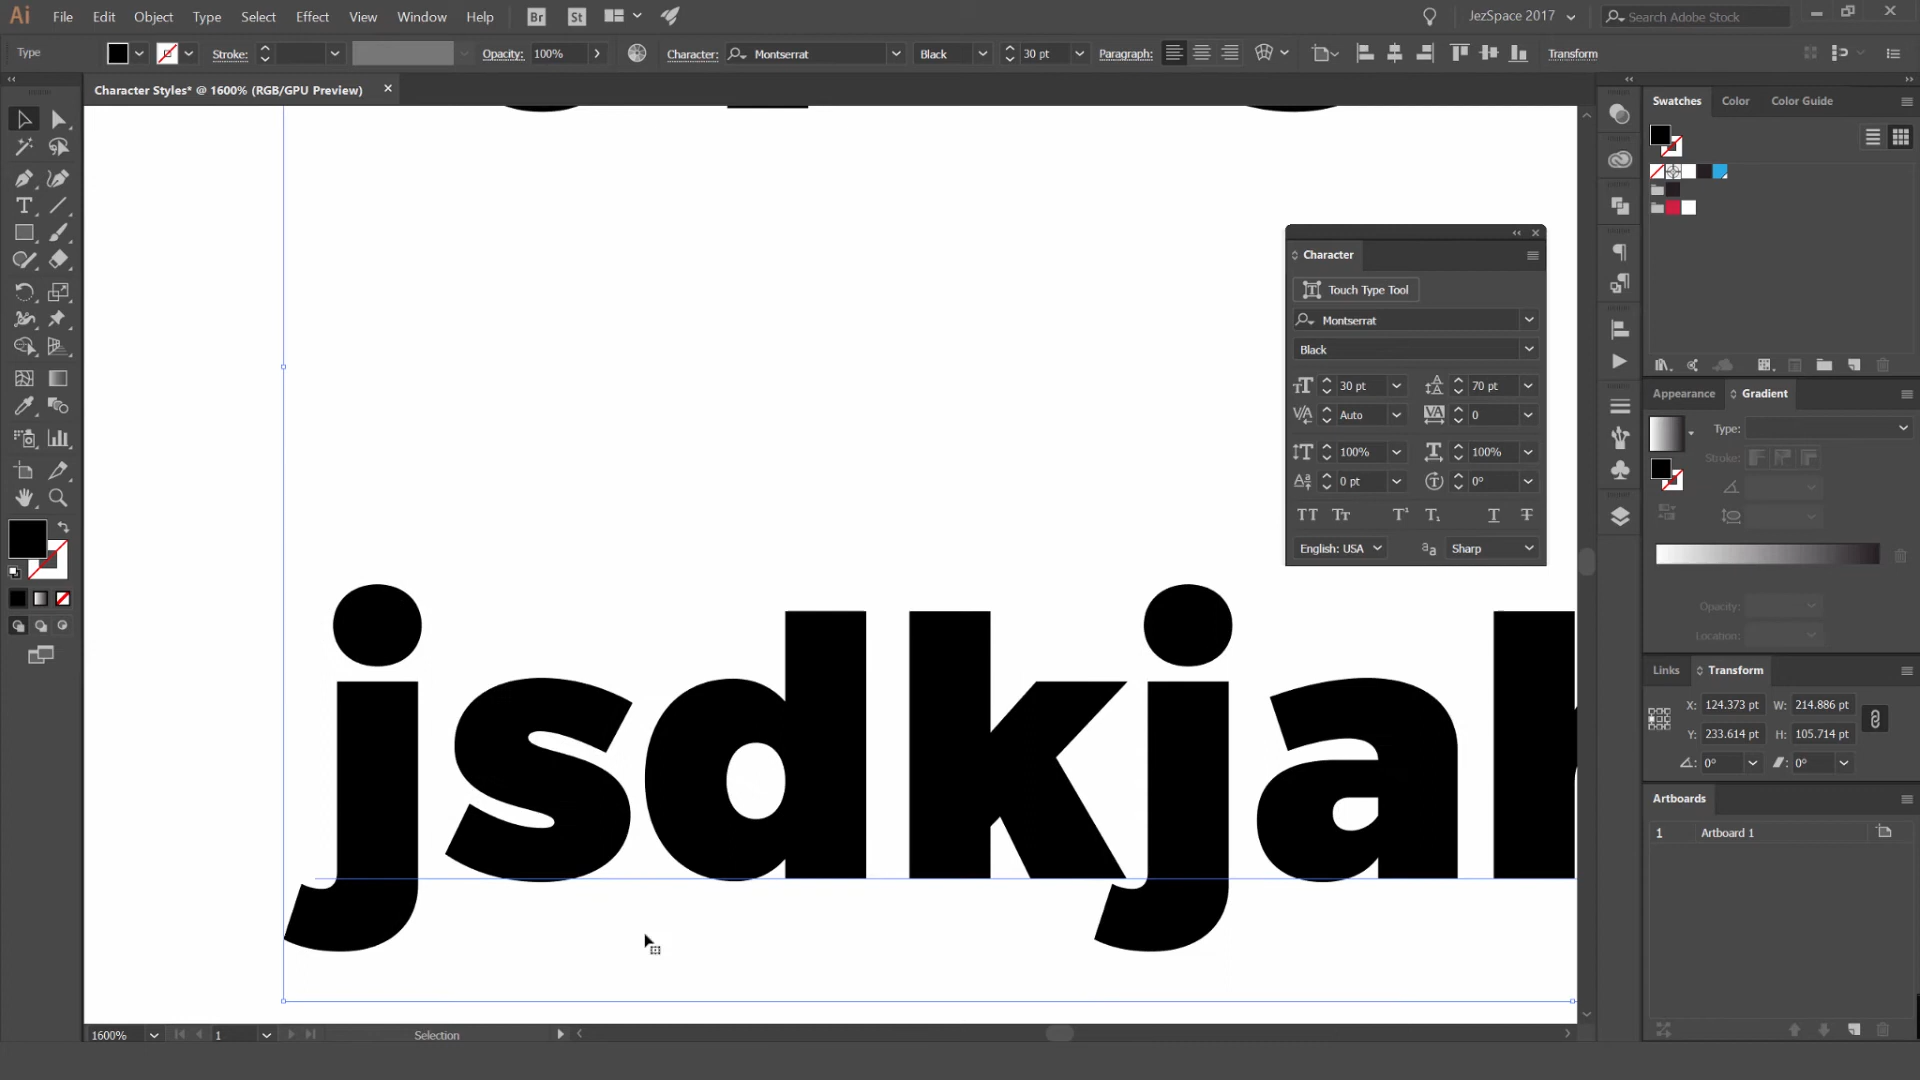 Ai File Edit Object Type Select Effect View Window Help Br St JezSpace 2017 Search Adobe Stock
Type Stroke: Opacity: 100% Character: Montserrat Black 30 pt Paragraph: Transform
Character Styles* @ 1600% (RGB/GPU Preview)
Swatches Color Color Guide
Character
Touch Type Tool
Montserrat
Black
30 pt 70 pt
Auto 0
100% 100%
0 pt 0°
English: USA Sharp
Appearance Gradient
Type:
Stroke:
Opacity:
Location:
Links Transform
X: 124.373 pt W: 214.886 pt
Y: 233.614 pt H: 105.714 pt
0° 0°
Artboards
1 Artboard 1
jsdkja
1600% 1 Selection